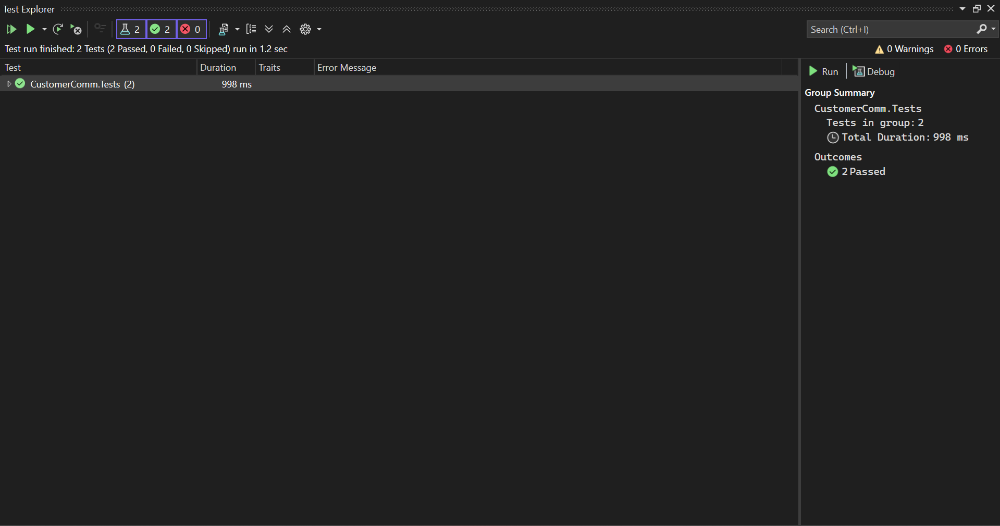 Test Explorer
2 2 0
Search (Ctrl+I)
Test run finished: 2 Tests (2 Passed, 0 Failed, 0 Skipped) run in 1.2 sec
0 Warnings 0 Errors
Test Duration Traits Error Message
CustomerComm.Tests (2) 998 ms
Run Debug
Group Summary
CustomerComm.Tests
Tests in group: 2
Total Duration: 998 ms
Outcomes
2 Passed